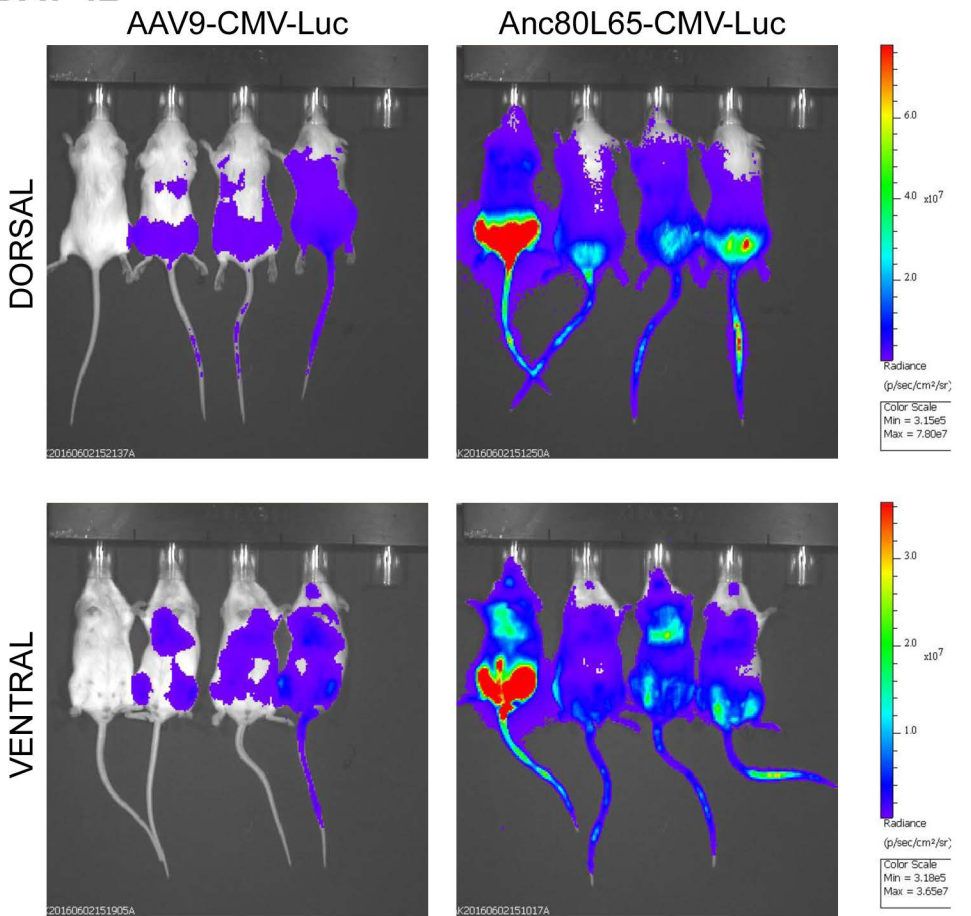 AAV9-CMV-Luc
Anc80L65-CMV-Luc
DORSAL
6.0
4.0 x10⁷
2.0
Radiance
(p/sec/cm²/sr)
Color Scale
Min = 3.15e5
Max = 7.80e7
K20160602152137A
K20160602151250A
VENTRAL
3.0
2.0 x10⁷
1.0
Radiance
(p/sec/cm²/sr)
Color Scale
Min = 3.18e5
Max = 3.65e7
K20160602151905A
K20160602151017A